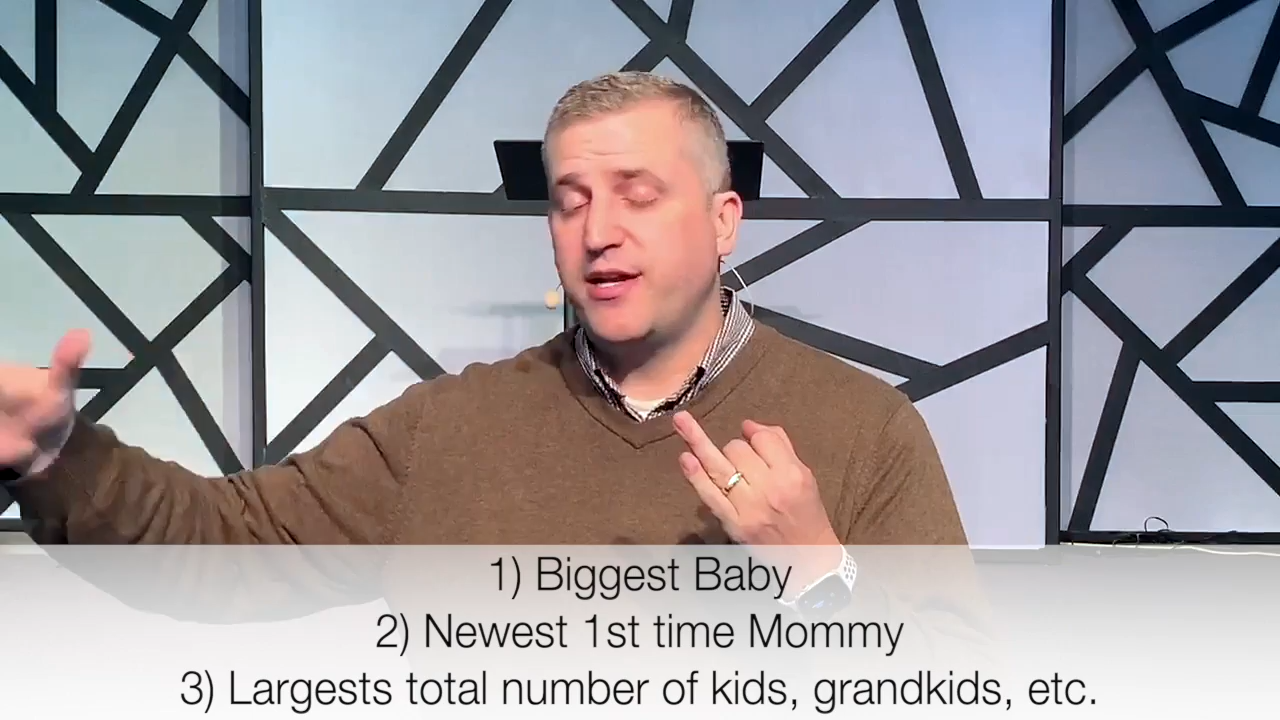 1) Biggest Baby
2) Newest 1st time Mommy
3) Largests total number of kids, grandkids, etc.